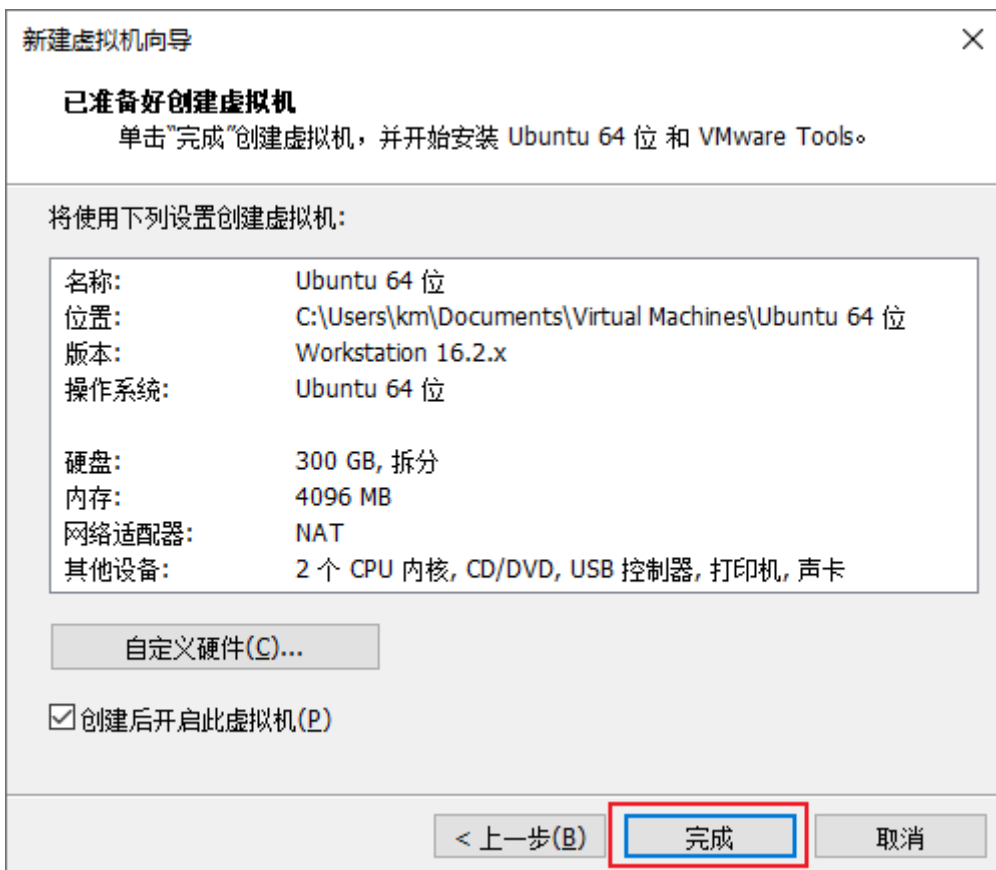 新建虚拟机向导
已准备好创建虚拟机
单击"完成"创建虚拟机，并开始安装 Ubuntu 64 位 和 VMware Tools。
将使用下列设置创建虚拟机:
名称: Ubuntu 64 位
位置: C:\Users\km\Documents\Virtual Machines\Ubuntu 64 位
版本: Workstation 16.2.x
操作系统: Ubuntu 64 位
硬盘: 300 GB, 拆分
内存: 4096 MB
网络适配器: NAT
其他设备: 2 个 CPU 内核, CD/DVD, USB 控制器, 打印机, 声卡
自定义硬件(C)...
创建后开启此虚拟机(P)
< 上一步(B) 完成 取消